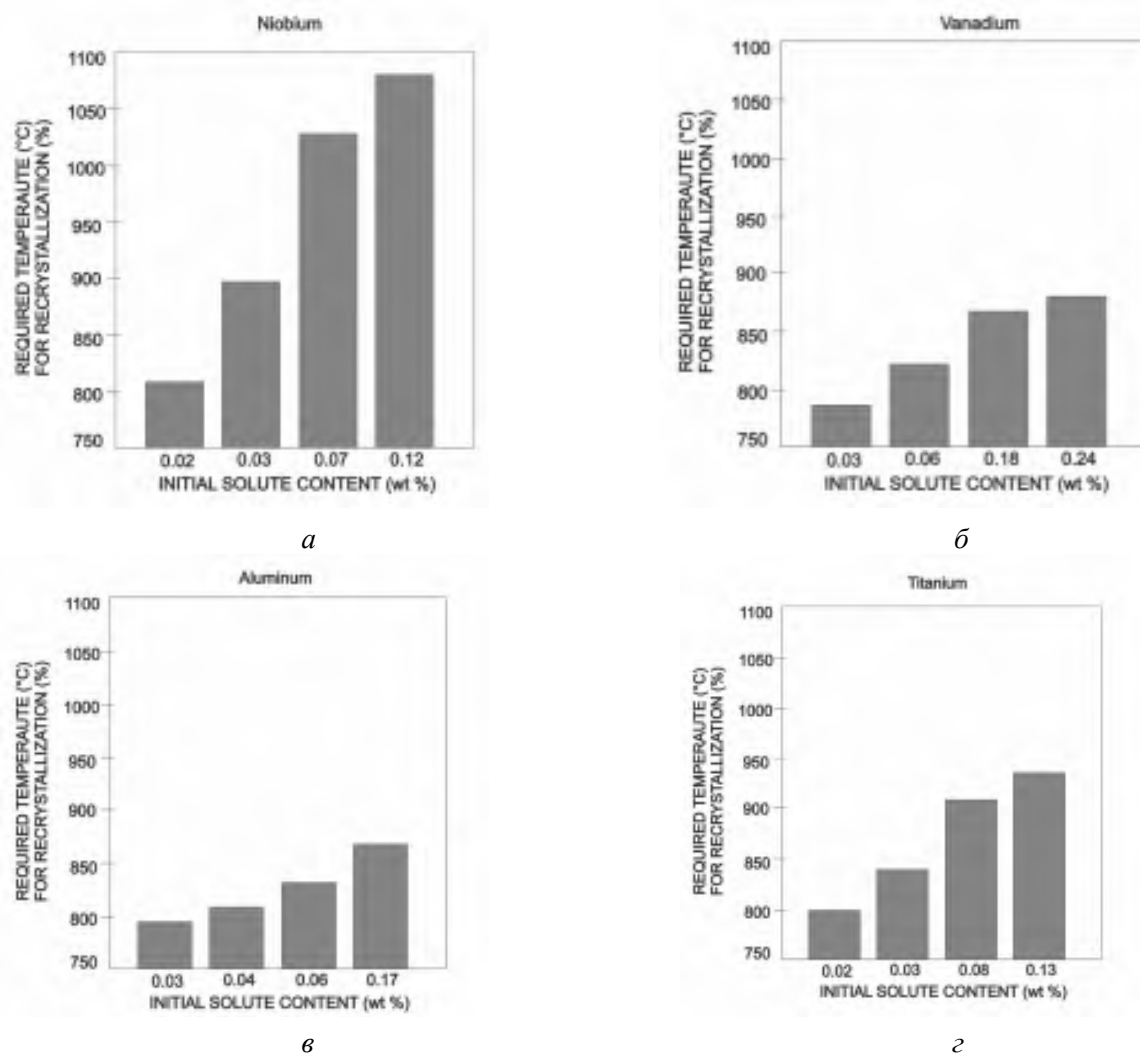 Niobium
1100
1050
1000
950
900
850
800
750
REQUIRED TEMPERAUTE (°C)
FOR RECRYSTALLIZATION (%)
0.02 0.03 0.07 0.12
INITIAL SOLUTE CONTENT (wt %)
а
Vanadium
1100
1050
1000
950
900
850
800
750
REQUIRED TEMPERAUTE (°C)
FOR RECRYSTALLIZATION (%)
0.03 0.06 0.18 0.24
INITIAL SOLUTE CONTENT (wt %)
б
Aluminum
1100
1050
1000
950
900
850
800
750
REQUIRED TEMPERAUTE (°C)
FOR RECRYSTALLIZATION (%)
0.03 0.04 0.06 0.17
INITIAL SOLUTE CONTENT (wt %)
в
Titanium
1100
1050
1000
950
900
850
800
750
REQUIRED TEMPERAUTE (°C)
FOR RECRYSTALLIZATION (%)
0.02 0.03 0.08 0.13
INITIAL SOLUTE CONTENT (wt %)
г